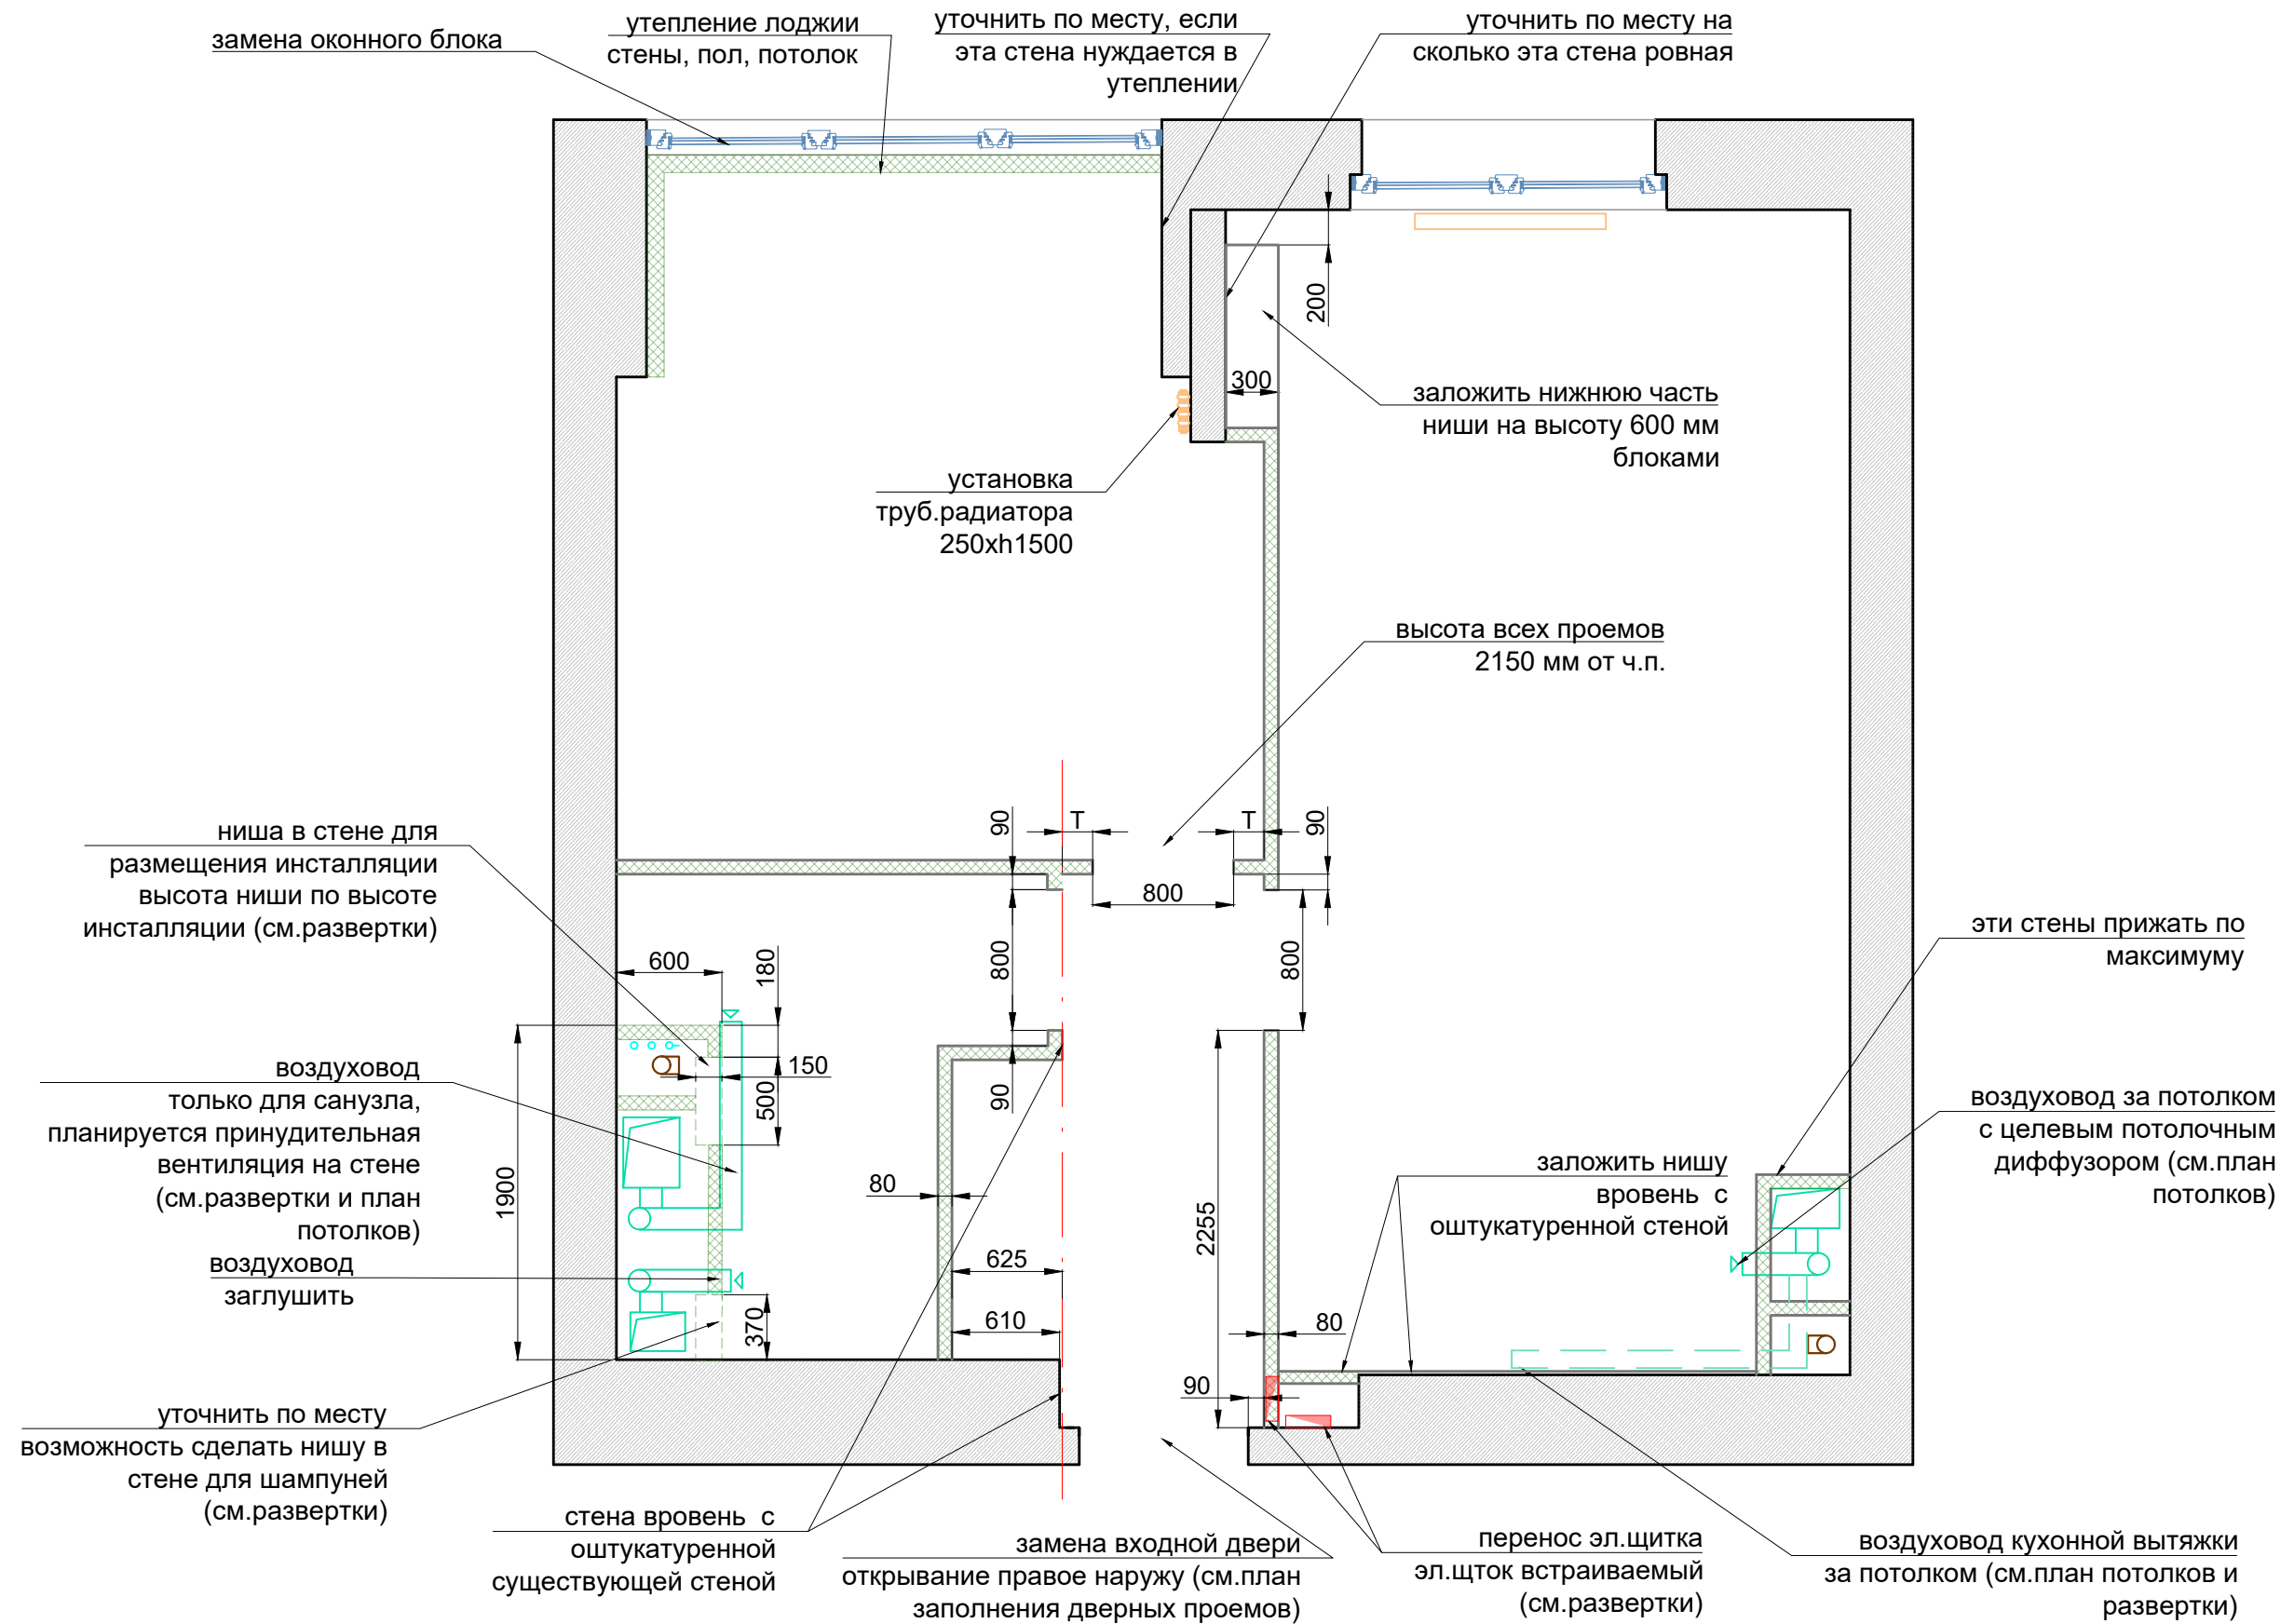 замена оконного блока
утепление лоджии
стены, пол, потолок
уточнить по месту, если
эта стена нуждается в
утеплении
уточнить по месту на
сколько эта стена ровная
200
300
заложить нижнюю часть
ниши на высоту 600 мм
блоками
установка
труб.радиатора
250xh1500
высота всех проемов
2150 мм от ч.п.
90
T
T
90
800
800
800
ниша в стене для
размещения инсталляции
высота ниши по высоте
инсталляции (см.развертки)
600
180
150
500
90
1900
воздуховод
только для санузла,
планируется принудительная
вентиляция на стене
(см.развертки и план
потолков)
воздуховод
заглушить
80
625
610
370
2255
80
90
эти стены прижать по
максимуму
воздуховод за потолком
с целевым потолочным
диффузором (см.план
потолков)
заложить нишу
вровень с
оштукатуренной стеной
уточнить по месту
возможность сделать нишу в
стене для шампуней
(см.развертки)
стена вровень с
оштукатуренной
существующей стеной
замена входной двери
открывание правое наружу (см.план
заполнения дверных проемов)
перенос эл.щитка
эл.щток встраиваемый
(см.развертки)
воздуховод кухонной вытяжки
за потолком (см.план потолков и
развертки)